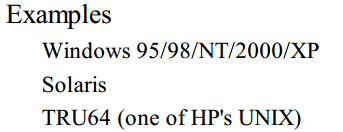 Examples
Windows 95/98/NT/2000/XP
Solaris
TRU64 (one of HP's UNIX)